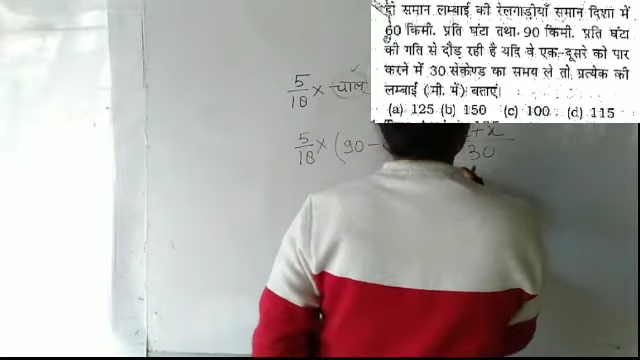 दो समान लम्बाई की रेलगाड़ीयाँ समान दिशा में
60 किमी. प्रति घंटा तथा 90 किमी. प्रति घंटा
की गति से दौड़ रही है यदि वे एक-दूसरे को पार
करने में 30 सेकेण्ड का समय ले तो प्रत्येक की
लम्बाई (मी. में) बताएं।
(a) 125 (b) 150 (c) 100 (d) 115
5/18 × चाल
5/18 × (90 -
+x
30